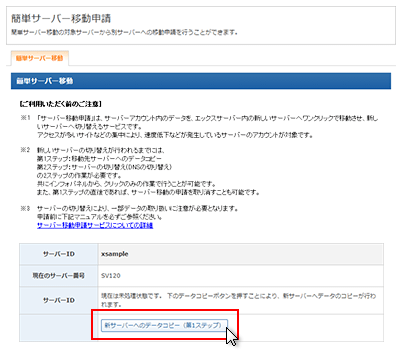 簡単サーバー移動申請
簡単サーバー移動の対象サーバーから別サーバーへの移動申請を行うことができます。
簡単サーバー移動
簡単サーバー移動
【ご利用いただく前のご注意】
※1 「サーバー移動申請」は、サーバーアカウント内のデータを、エックスサーバー内の新しいサーバーへワンクリックで移動させ、新し
いサーバーへ切り替えるサービスです。
アクセスが多いサイトなどの集中により、速度低下などが発生しているサーバーのアカウントが対象です。
※2 新しいサーバーの切り替えが行われるまでには、
第1ステップ：移動先サーバーへのデータコピー
第2ステップ：サーバーの切り替え（DNSの切り替え）
の2ステップの作業が必要です。
共にインフォパネルから、クリックのみの作業で行うことが可能です。
また、第1ステップの直後であれば、サーバー移動の申請を取り消すことも可能です。
※3 サーバーの切り替えにより、一部データの取り扱いに注意が必要となります。
申請前に下記マニュアルを必ずご参照ください。
サーバー移動申請サービスについての詳細
サーバーID xsample
現在のサーバー番号 SV120
サーバーID 現在は未処理状態です。 下のデータコピーボタンを押すことにより、新サーバーへデータのコピーが行わ
れます。
新サーバーへのデータコピー（第1ステップ）